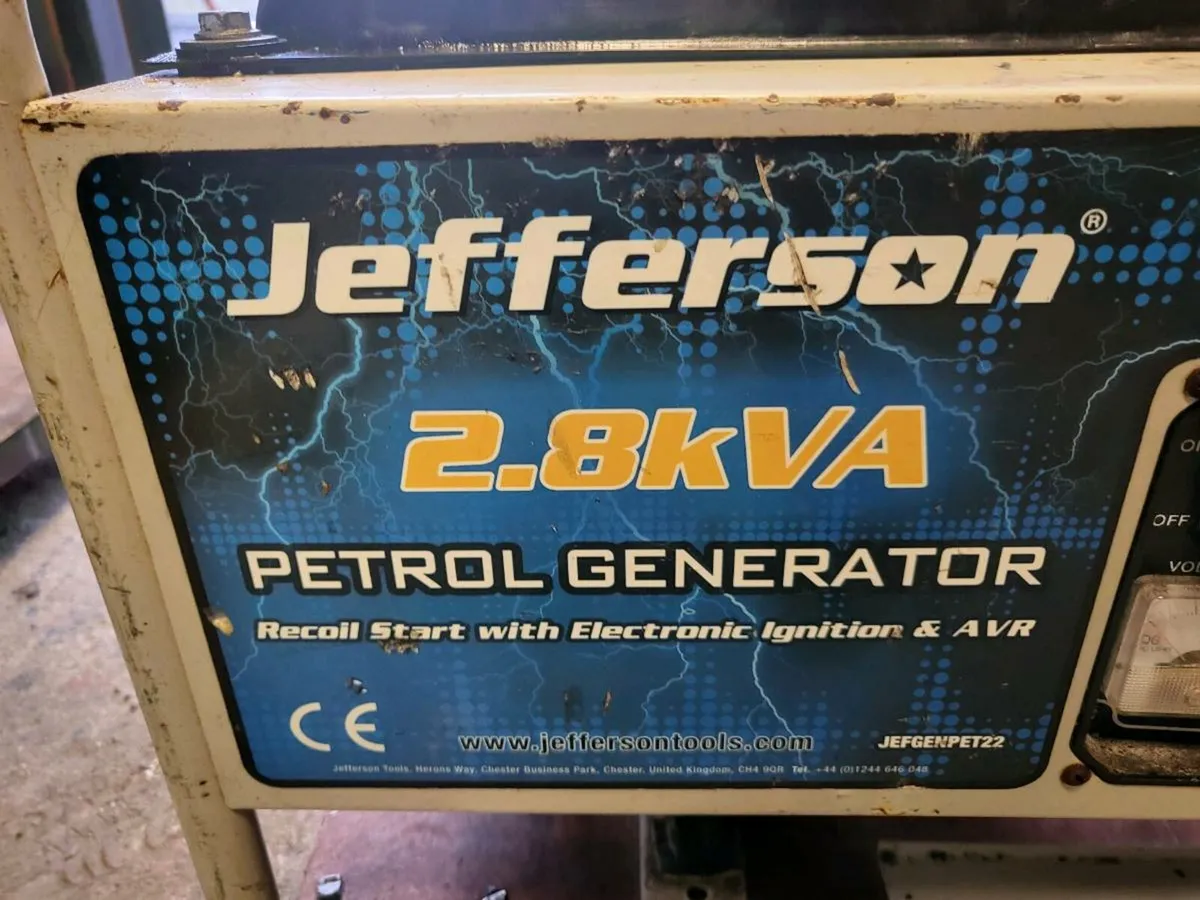 Jefferson®
2.8kVA
PETROL GENERATOR
Recoil Start with Electronic Ignition & AVR
CE
www.jeffersontools.com
JEFGENPET22
Jefferson Tools, Herons Way, Chester Business Park, Chester, United Kingdom, CH4 9QR Tel. +44 (0)1244 646 048
OFF